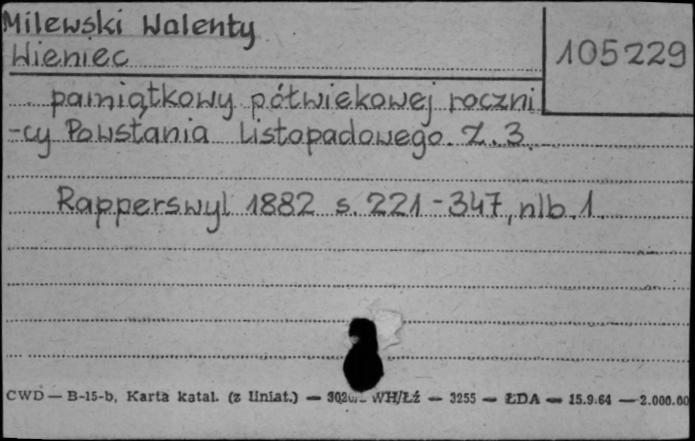 Milewski Walenty
Wieniec
105229
pamiątkowy półwiekowej roczni
-cy Powstania Listopadowego. Z. 3.
Rapperswyl 1882 s. 221-347, nlb. 1.
CWD — B-15-b, Karta katal. (z liniat.) — WH/Łź — 3255 — ŁDA — 15.9.64 — 2.000.00